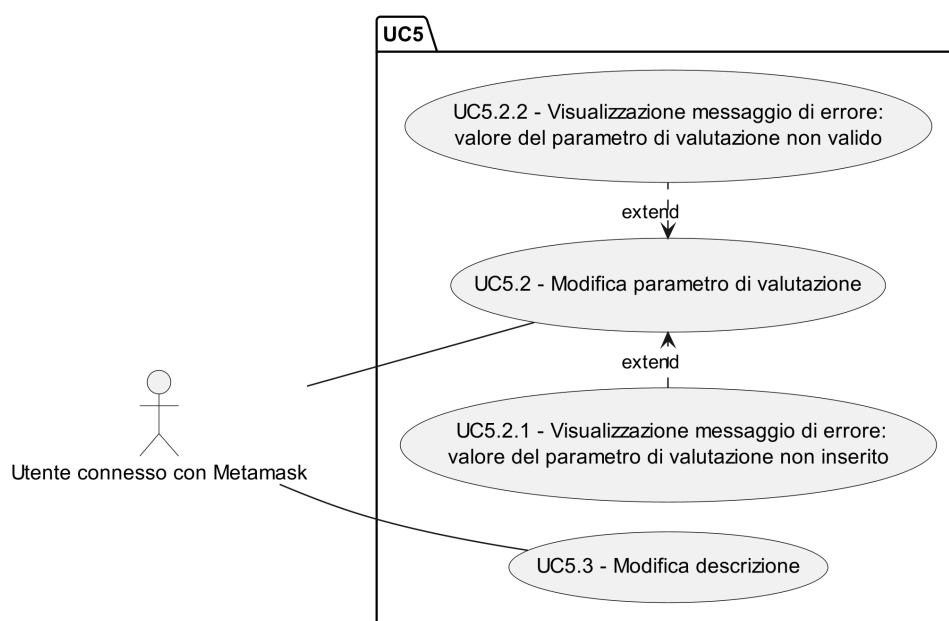 UC5
UC5.2.2 - Visualizzazione messaggio di errore:
valore del parametro di valutazione non valido
extend
UC5.2 - Modifica parametro di valutazione
extend
UC5.2.1 - Visualizzazione messaggio di errore:
valore del parametro di valutazione non inserito
Utente connesso con Metamask
UC5.3 - Modifica descrizione